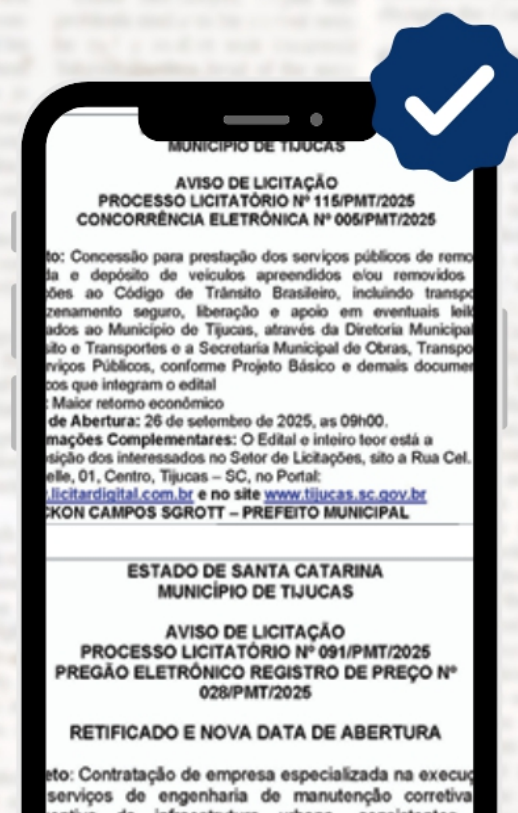 MUNICÍPIO DE TIJUCAS
AVISO DE LICITAÇÃO
PROCESSO LICITATÓRIO Nº 115/PMT/2025
CONCORRÊNCIA ELETRÔNICA Nº 005/PMT/2025
to: Concessão para prestação dos serviços públicos de remo
da e depósito de veículos apreendidos e/ou removidos
ões ao Código de Trânsito Brasileiro, incluindo transpo
zenamento seguro, liberação e apoio em eventuais leil
ados ao Município de Tijucas, através da Diretoria Municipal
sito e Transportes e a Secretaria Municipal de Obras, Transpo
rviços Públicos, conforme Projeto Básico e demais documen
cos que integram o edital
: Maior retorno econômico
de Abertura: 26 de setembro de 2025, as 09h00.
mações Complementares: O Edital e inteiro teor está a
sição dos interessados no Setor de Licitações, sito a Rua Cel.
elle, 01, Centro, Tijucas – SC, no Portal:
.licitardigital.com.br e no site www.tijucas.sc.gov.br
CKON CAMPOS SGROTT – PREFEITO MUNICIPAL
ESTADO DE SANTA CATARINA
MUNICÍPIO DE TIJUCAS
AVISO DE LICITAÇÃO
PROCESSO LICITATÓRIO Nº 091/PMT/2025
PREGÃO ELETRÔNICO REGISTRO DE PREÇO Nº
028/PMT/2025
RETIFICADO E NOVA DATA DE ABERTURA
eto: Contratação de empresa especializada na execuç
serviços de engenharia de manutenção corretiva